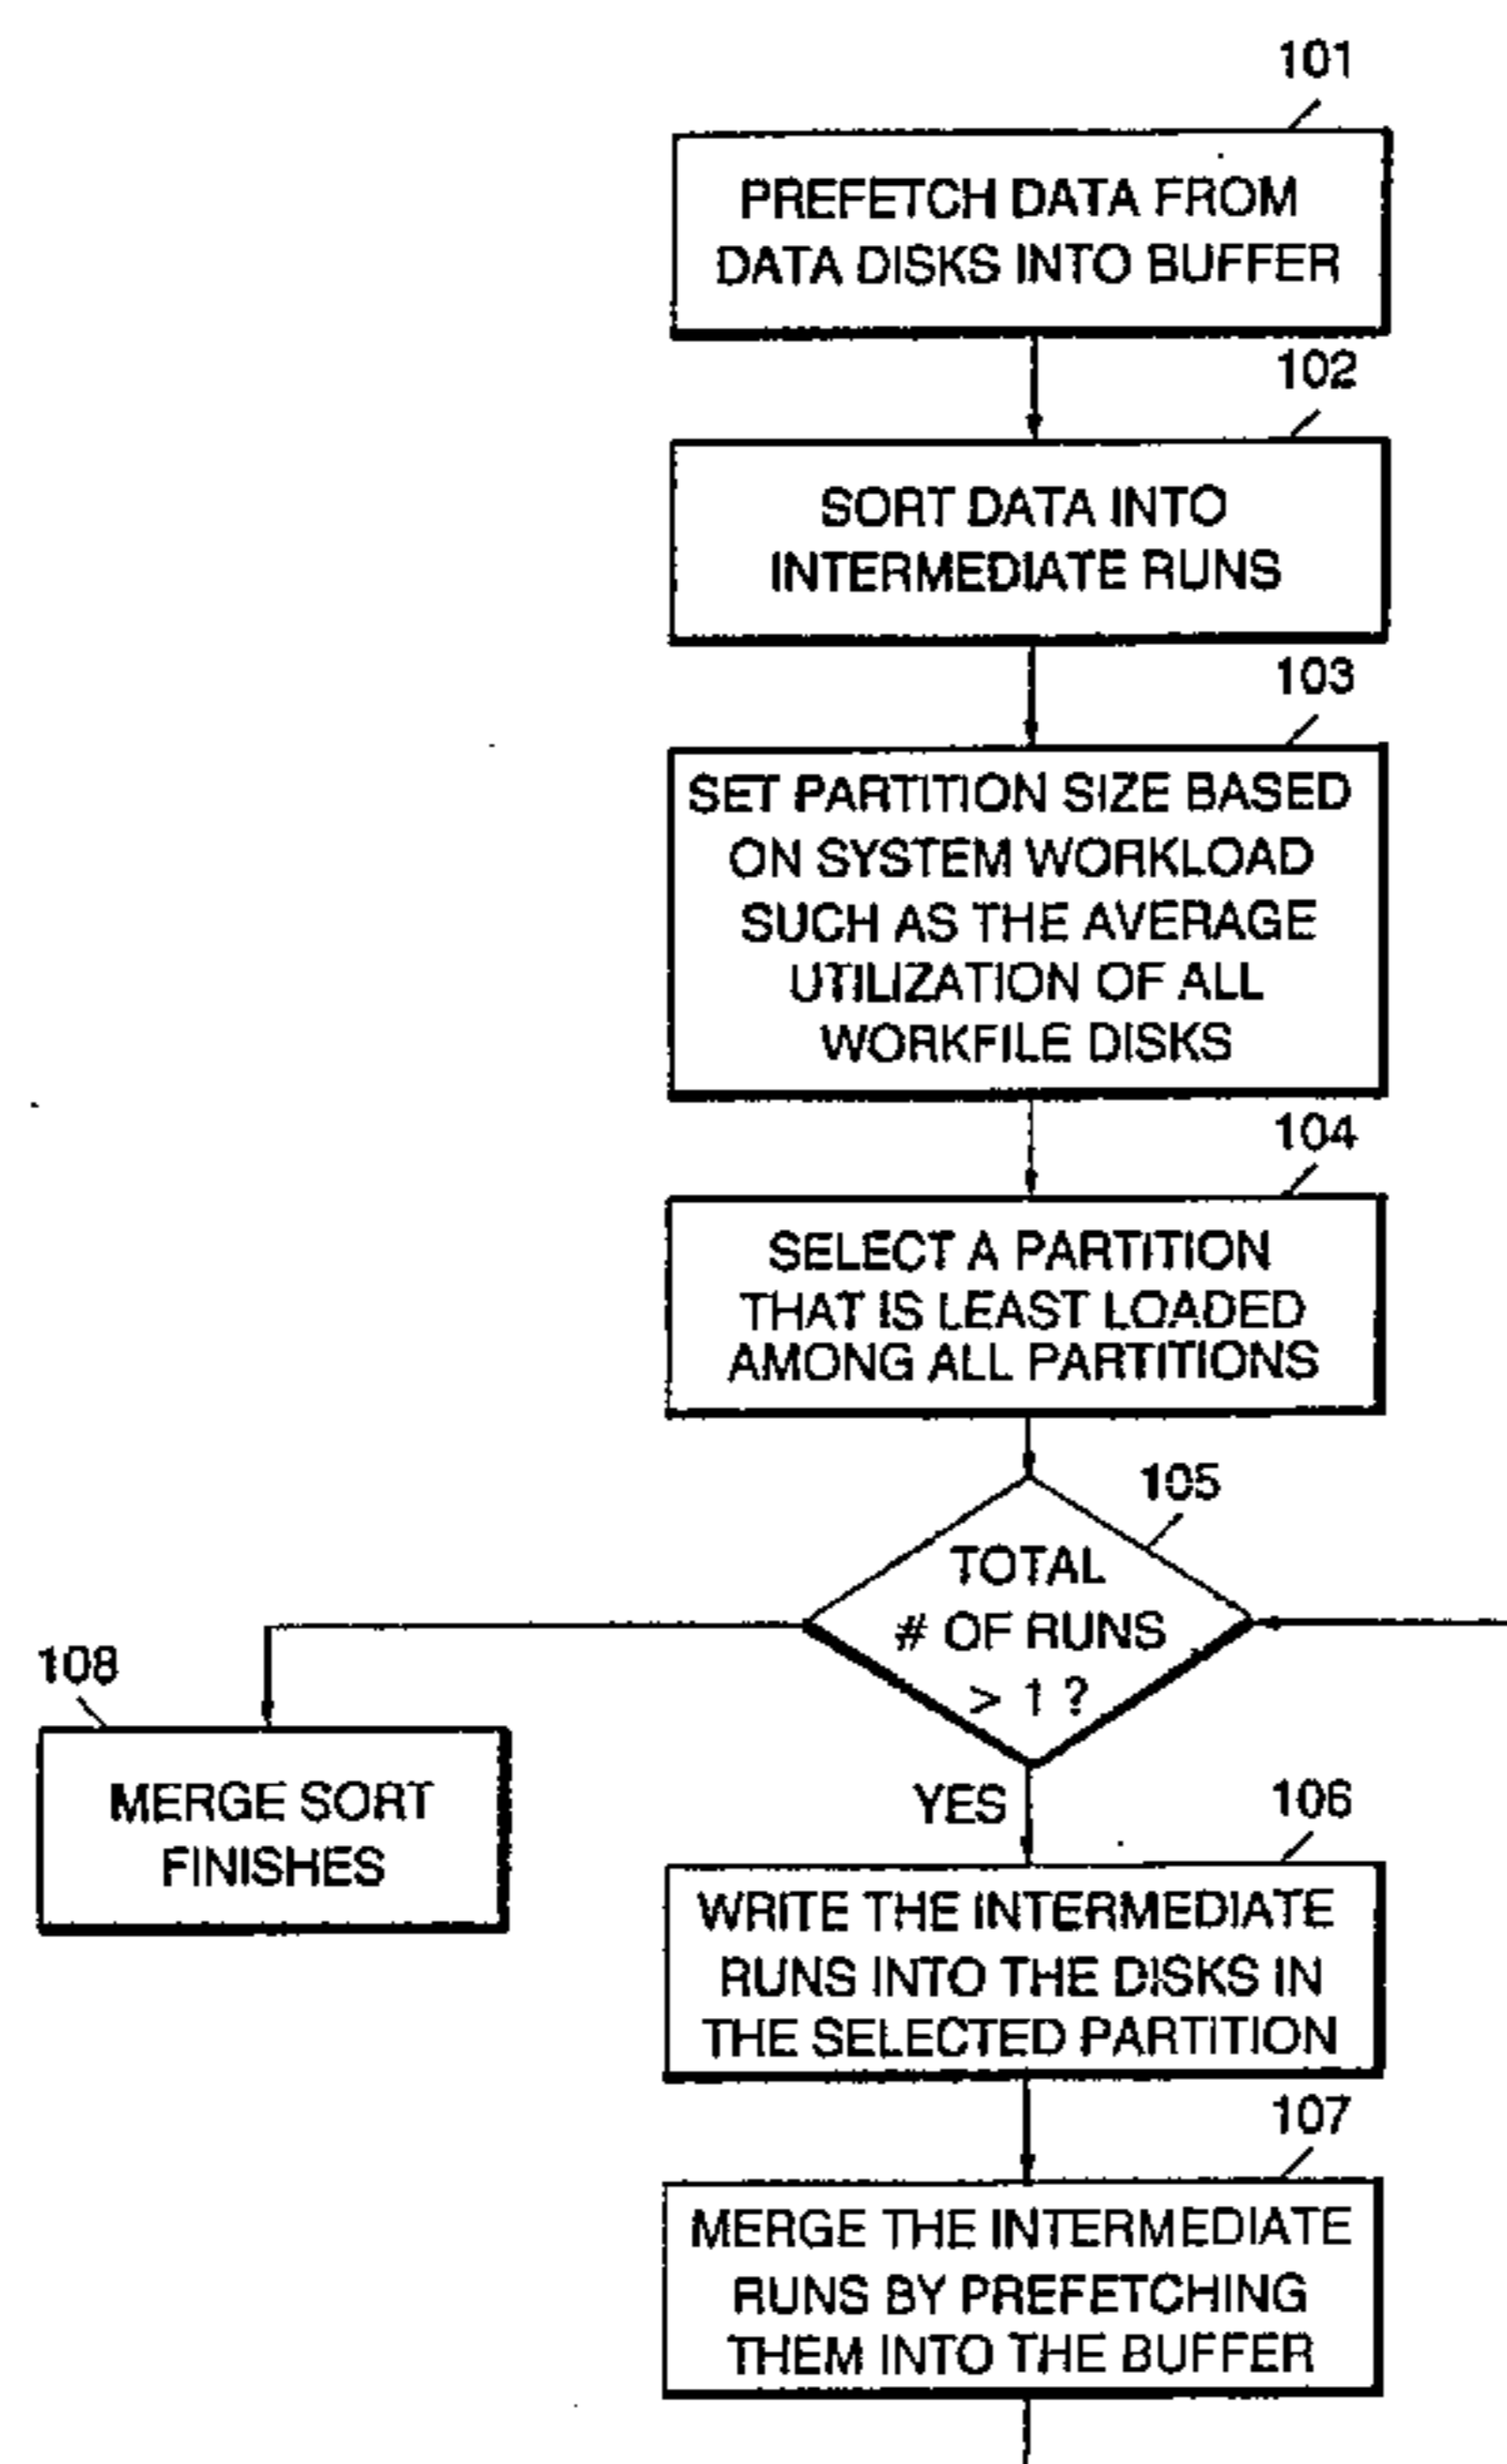 101
PREFETCH DATA FROM
DATA DISKS INTO BUFFER
102
SORT DATA INTO
INTERMEDIATE RUNS
103
SET PARTITION SIZE BASED
ON SYSTEM WORKLOAD
SUCH AS THE AVERAGE
UTILIZATION OF ALL
WORKFILE DISKS
104
SELECT A PARTITION
THAT IS LEAST LOADED
AMONG ALL PARTITIONS
105
TOTAL
# OF RUNS
> 1 ?
108
MERGE SORT
FINISHES
YES
106
WRITE THE INTERMEDIATE
RUNS INTO THE DISKS IN
THE SELECTED PARTITION
107
MERGE THE INTERMEDIATE
RUNS BY PREFETCHING
THEM INTO THE BUFFER